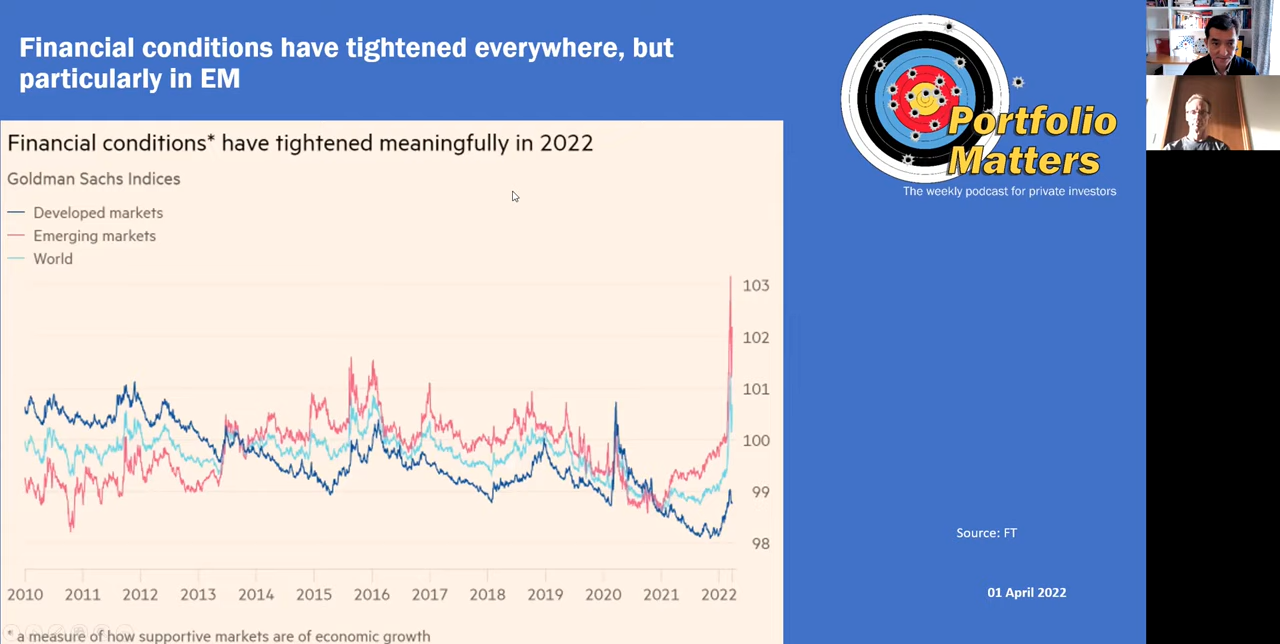 Financial conditions have tightened everywhere, but
particularly in EM
Portfolio
Matters
The weekly podcast for private investors
Financial conditions* have tightened meaningfully in 2022
Goldman Sachs Indices
Developed markets
Emerging markets
World
103
102
101
100
99
98
2010 2011 2012 2013 2014 2015 2016 2017 2018 2019 2020 2021 2022
* a measure of how supportive markets are of economic growth
Source: FT
01 April 2022